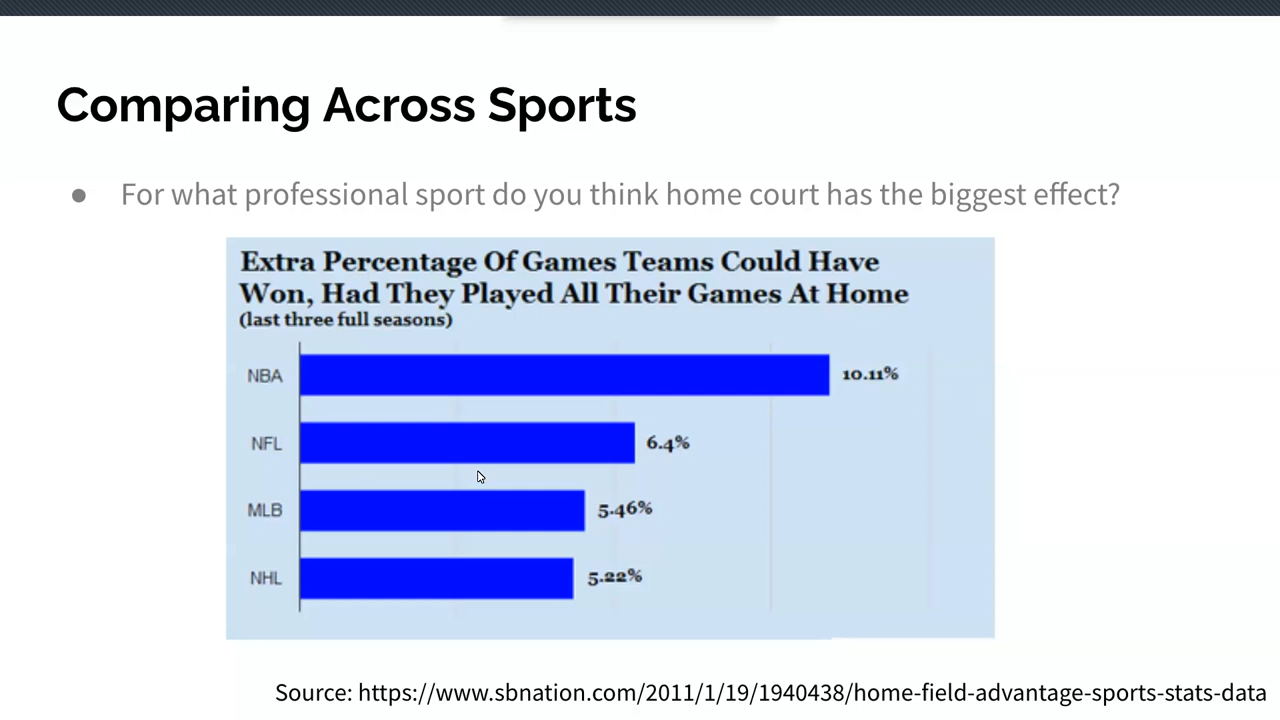 Comparing Across Sports
● For what professional sport do you think home court has the biggest effect?
Extra Percentage Of Games Teams Could Have
Won, Had They Played All Their Games At Home
(last three full seasons)
NBA 10.11%
NFL 6.4%
MLB 5.46%
NHL 5.22%
Source: https://www.sbnation.com/2011/1/19/1940438/home-field-advantage-sports-stats-data